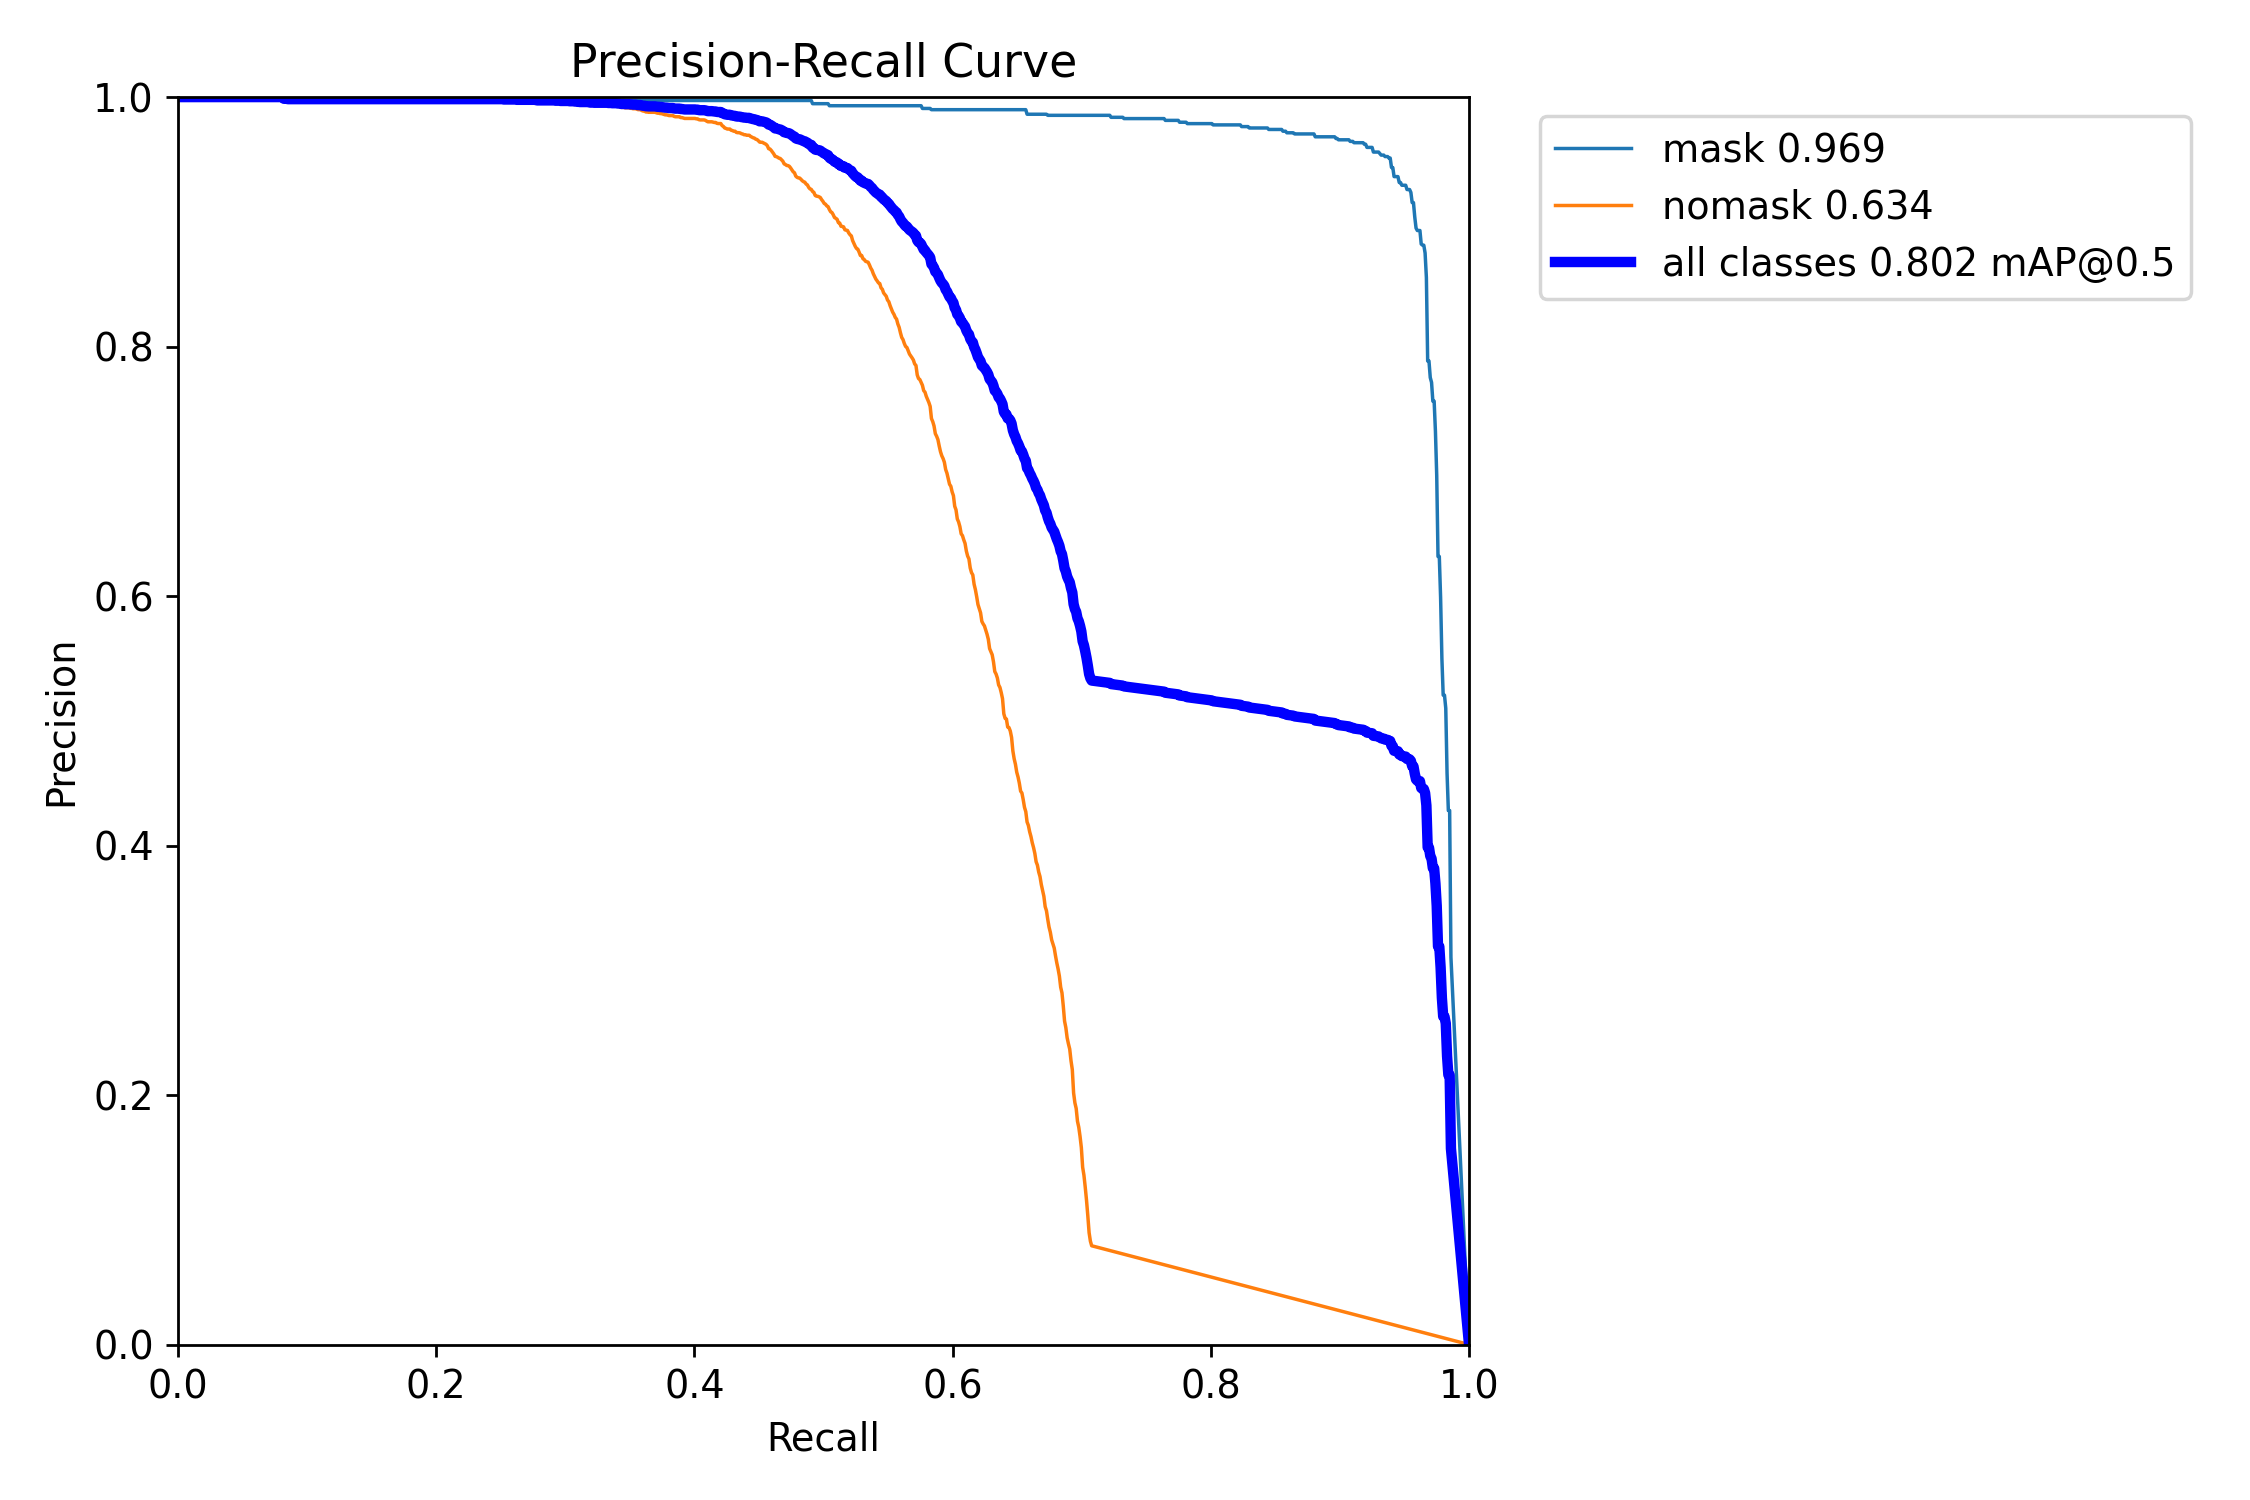 Precision-Recall Curve
1.0
0.8
0.6
0.4
0.2
0.0
Precision
0.0 0.2 0.4 0.6 0.8 1.0
Recall
mask 0.969
nomask 0.634
all classes 0.802 mAP@0.5